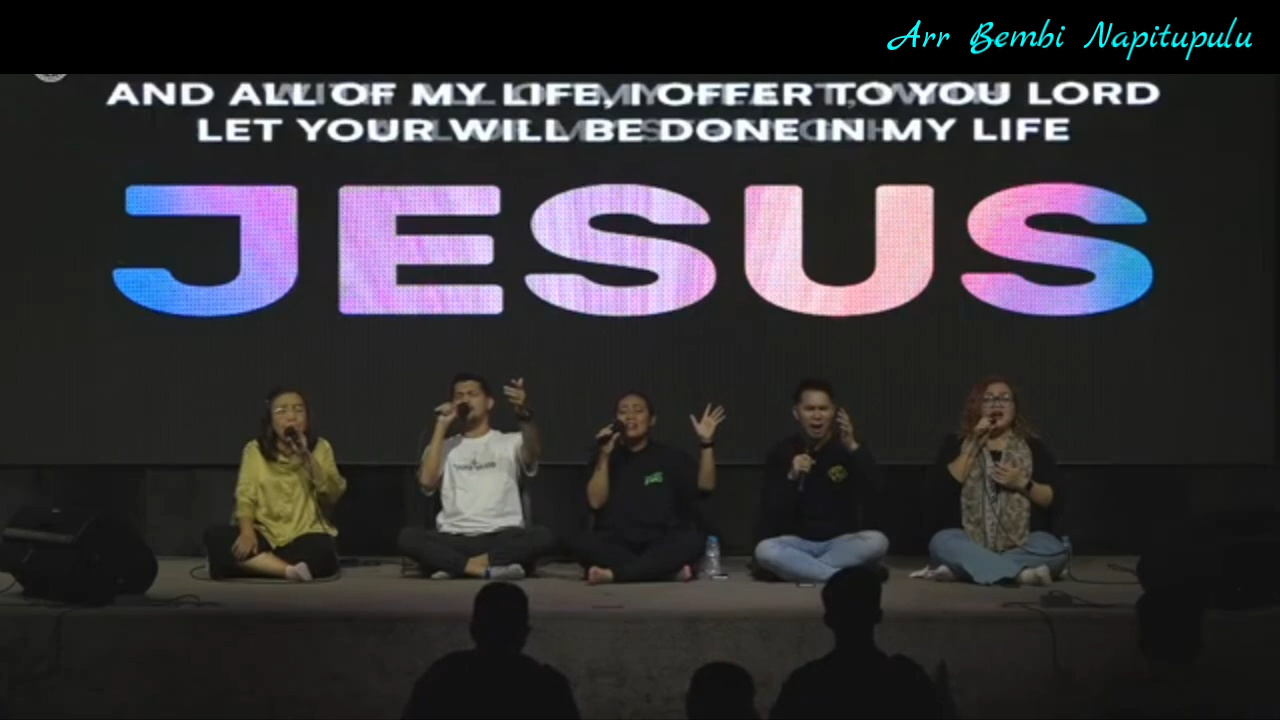 Arr Bembi Napitupulu
AND ALL OF MY LIFE, I OFFER TO YOU LORD
LET YOUR WILL BE DONE IN MY LIFE
JESUS